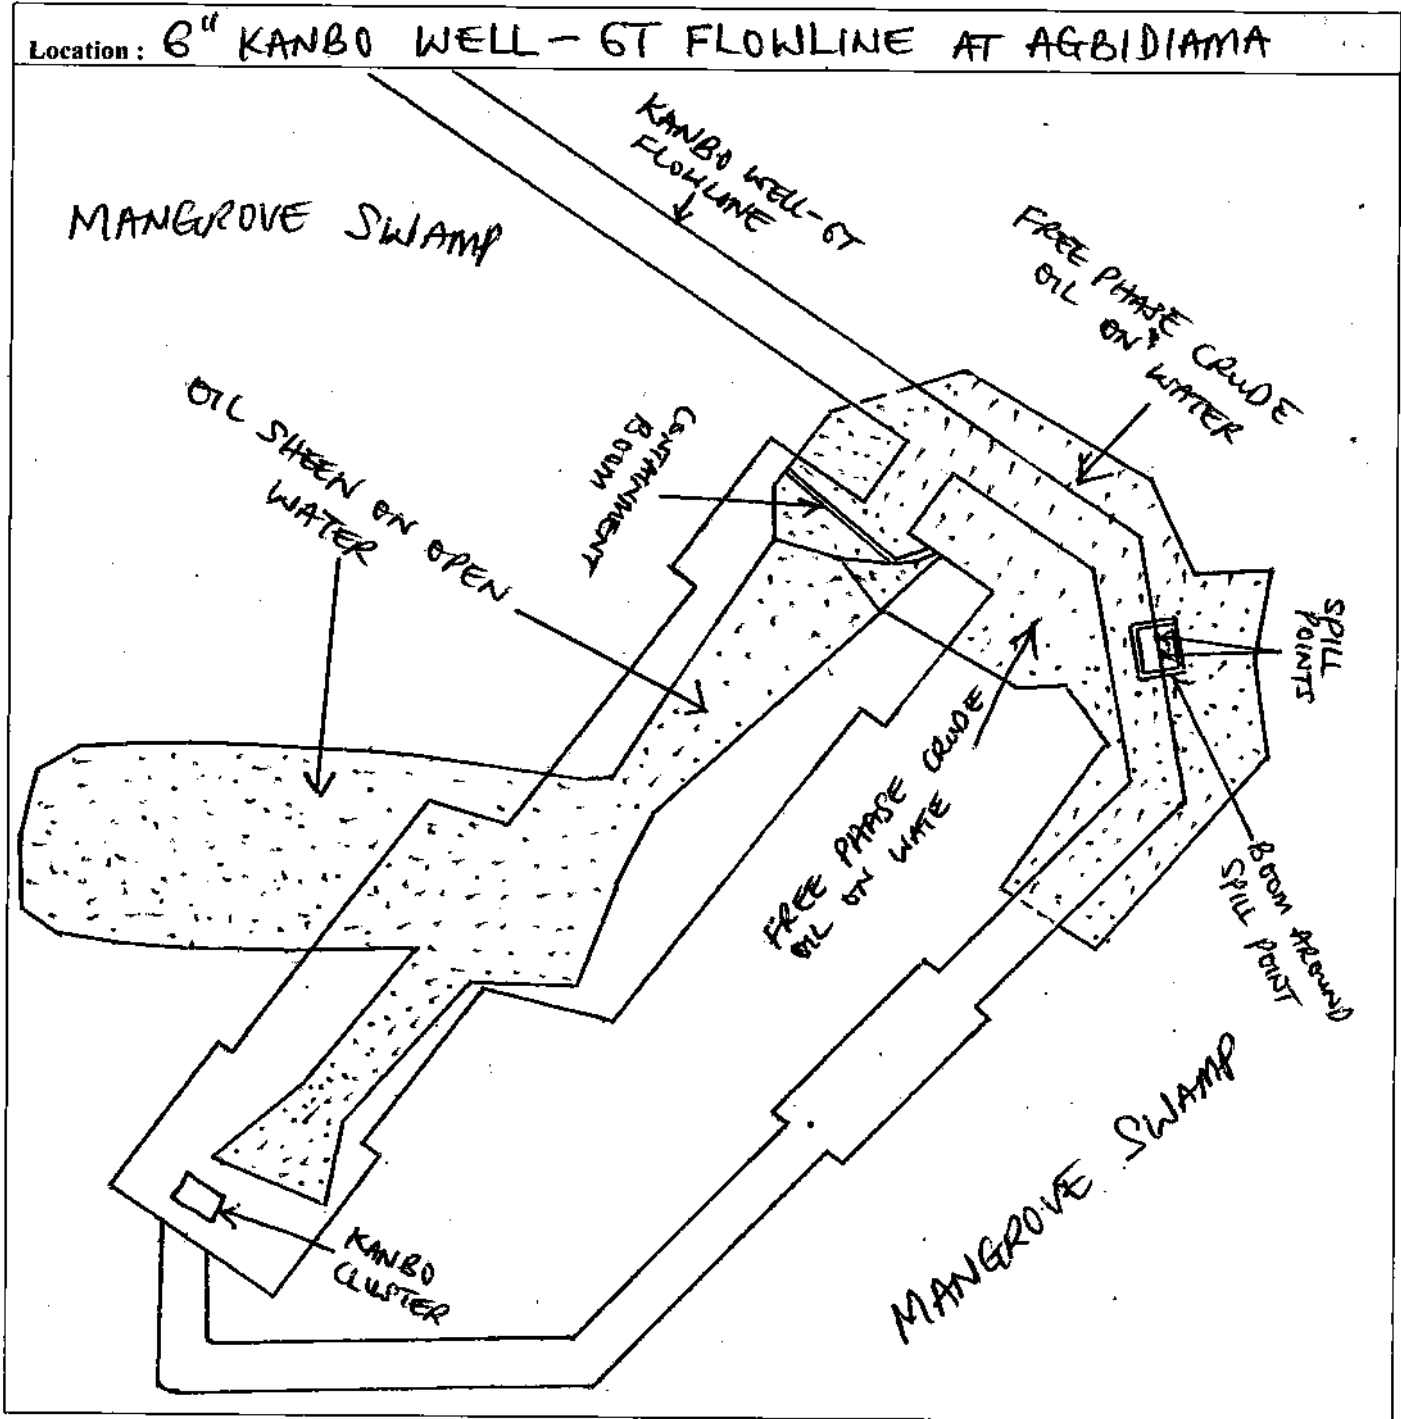 Location: 6" KANBO WELL-6T FLOWLINE AT AGBIDIAMA
KANBO WELL-6T
FLOWLINE
MANGROVE SWAMP
FREE PHASE CRUDE
OIL ON WATER
OIL SHEEN ON OPEN
WATER
CONTAINMENT
BOOM
SPILL
POINTS
FREE PHASE CRUDE
OIL ON WATE
BOOM AROUND
SPILL POINT
MANGROVE SWAMP
KANBO
CLUSTER